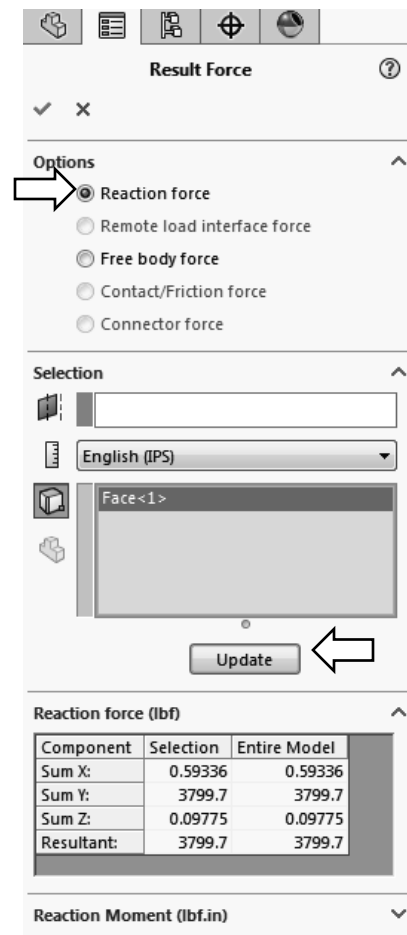 Result Force
?
Options
Reaction force
Remote load interface force
Free body force
Contact/Friction force
Connector force
Selection
English (IPS)
Face<1>
Update
Reaction force (lbf)
Component Selection Entire Model
Sum X: 0.59336 0.59336
Sum Y: 3799.7 3799.7
Sum Z: 0.09775 0.09775
Resultant: 3799.7 3799.7
Reaction Moment (lbf.in)